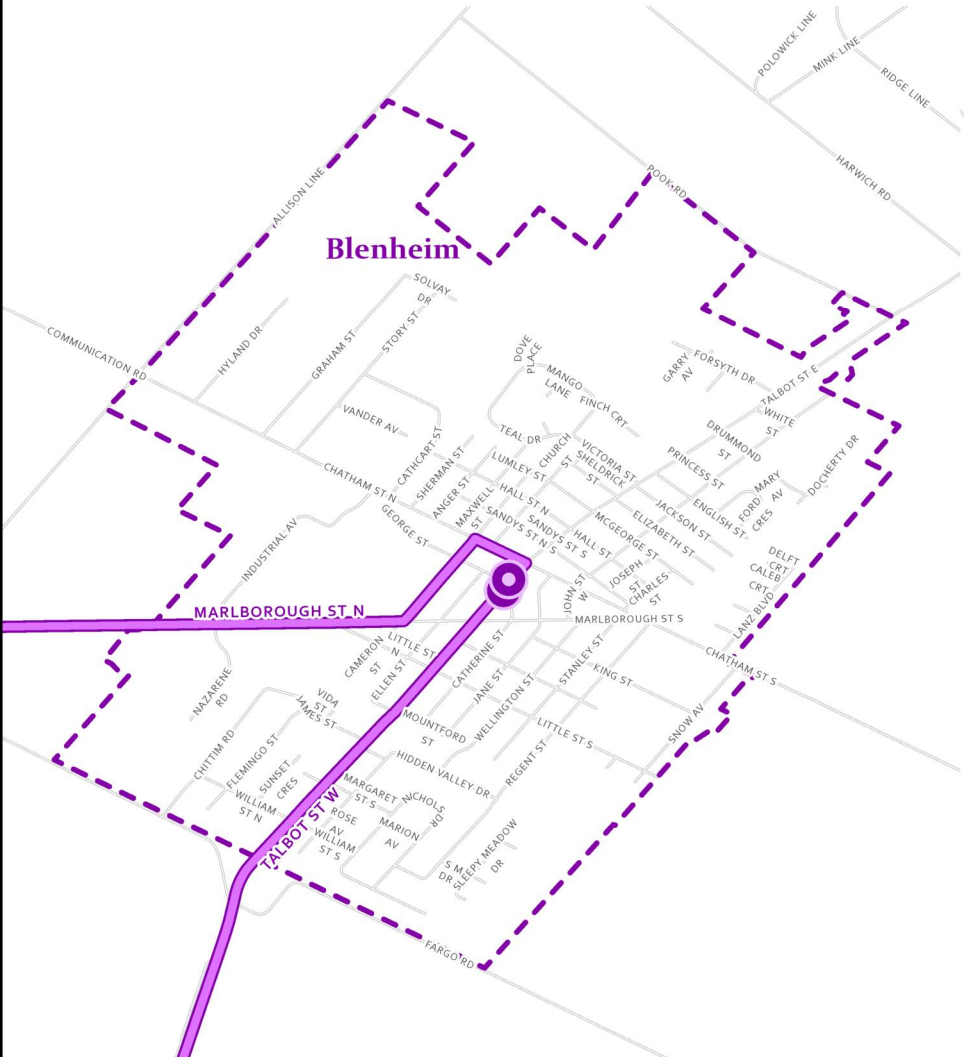 POLOWICK LINE
MINK LINE
RIDGE LINE
HARWICH RD
POOK RD
ALLISON LINE
Blenheim
SOLVAY
DR
STORY ST
GRAHAM ST
HYLAND DR
COMMUNICATION RD
DOVE
PLACE
MANGO
LANE
FINCH CRT
GARRY
AV
FORSYTH DR
TALBOT ST E
WHITE
ST
VANDER AV
CATHCART ST
SHERMAN ST
ANGER ST
TEAL DR
LUMLEY ST
CHURCH
ST
VICTORIA ST
SHELDRICK
ST
DRUMMOND
ST
PRINCESS ST
DOCHERTY DR
MARY
AV
FORD
CRES
ENGLISH ST
JACKSON ST
ELIZABETH ST
MCGEORGE ST
HALL ST N
HALL ST
MAXWELL
ST
SANDYS ST N
SANDYS ST S
S
CHATHAM ST N
GEORGE ST
INDUSTRIAL AV
JOSEPH
ST
CHARLES
ST
JOHN ST
W
DELFT
CRT
CALEB
CRT
LANZ BLVD
MARLBOROUGH ST N
MARLBOROUGH ST S
CHATHAM ST S
LITTLE ST
N
CAMERON
ST
ELLEN ST
CATHERINE ST
JANE ST
WELLINGTON ST
STANLEY ST
KING ST
LITTLE ST S
SNOW AV
NAZARENE
RD
VIDA
ST
JAMES ST
MOUNTFORD
ST
REGENT ST
CHITTIM RD
FLEMINGO ST
SUNSET
CRES
HIDDEN VALLEY DR
MARGARET
ST S
NICHOLS
DR
WILLIAM
ST N
ROSE
AV
WILLIAM
ST S
MARION
AV
TALBOT ST W
S M
DR
SLEEPY MEADOW
DR
FARGO RD